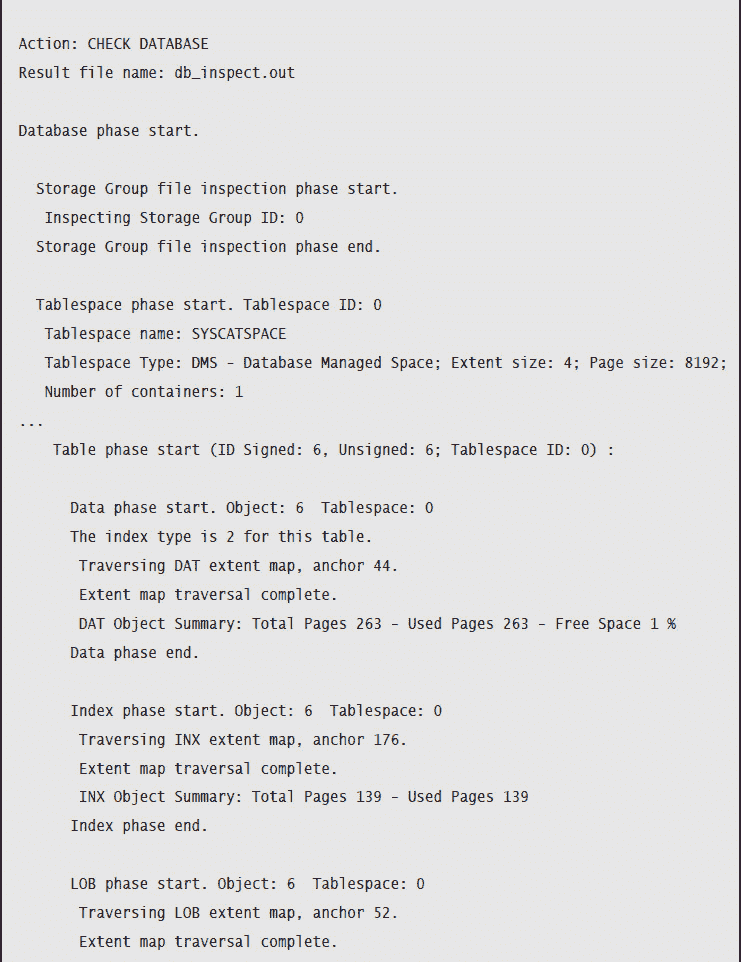 Action: CHECK DATABASE
Result file name: db_inspect.out
Database phase start.
Storage Group file inspection phase start.
Inspecting Storage Group ID: 0
Storage Group file inspection phase end.
Tablespace phase start. Tablespace ID: 0
Tablespace name: SYSCATSPACE
Tablespace Type: DMS - Database Managed Space; Extent size: 4; Page size: 8192;
Number of containers: 1
...
Table phase start (ID Signed: 6, Unsigned: 6; Tablespace ID: 0) :
Data phase start. Object: 6  Tablespace: 0
The index type is 2 for this table.
Traversing DAT extent map, anchor 44.
Extent map traversal complete.
DAT Object Summary: Total Pages 263 - Used Pages 263 - Free Space 1 %
Data phase end.
Index phase start. Object: 6  Tablespace: 0
Traversing INX extent map, anchor 176.
Extent map traversal complete.
INX Object Summary: Total Pages 139 - Used Pages 139
Index phase end.
LOB phase start. Object: 6  Tablespace: 0
Traversing LOB extent map, anchor 52.
Extent map traversal complete.